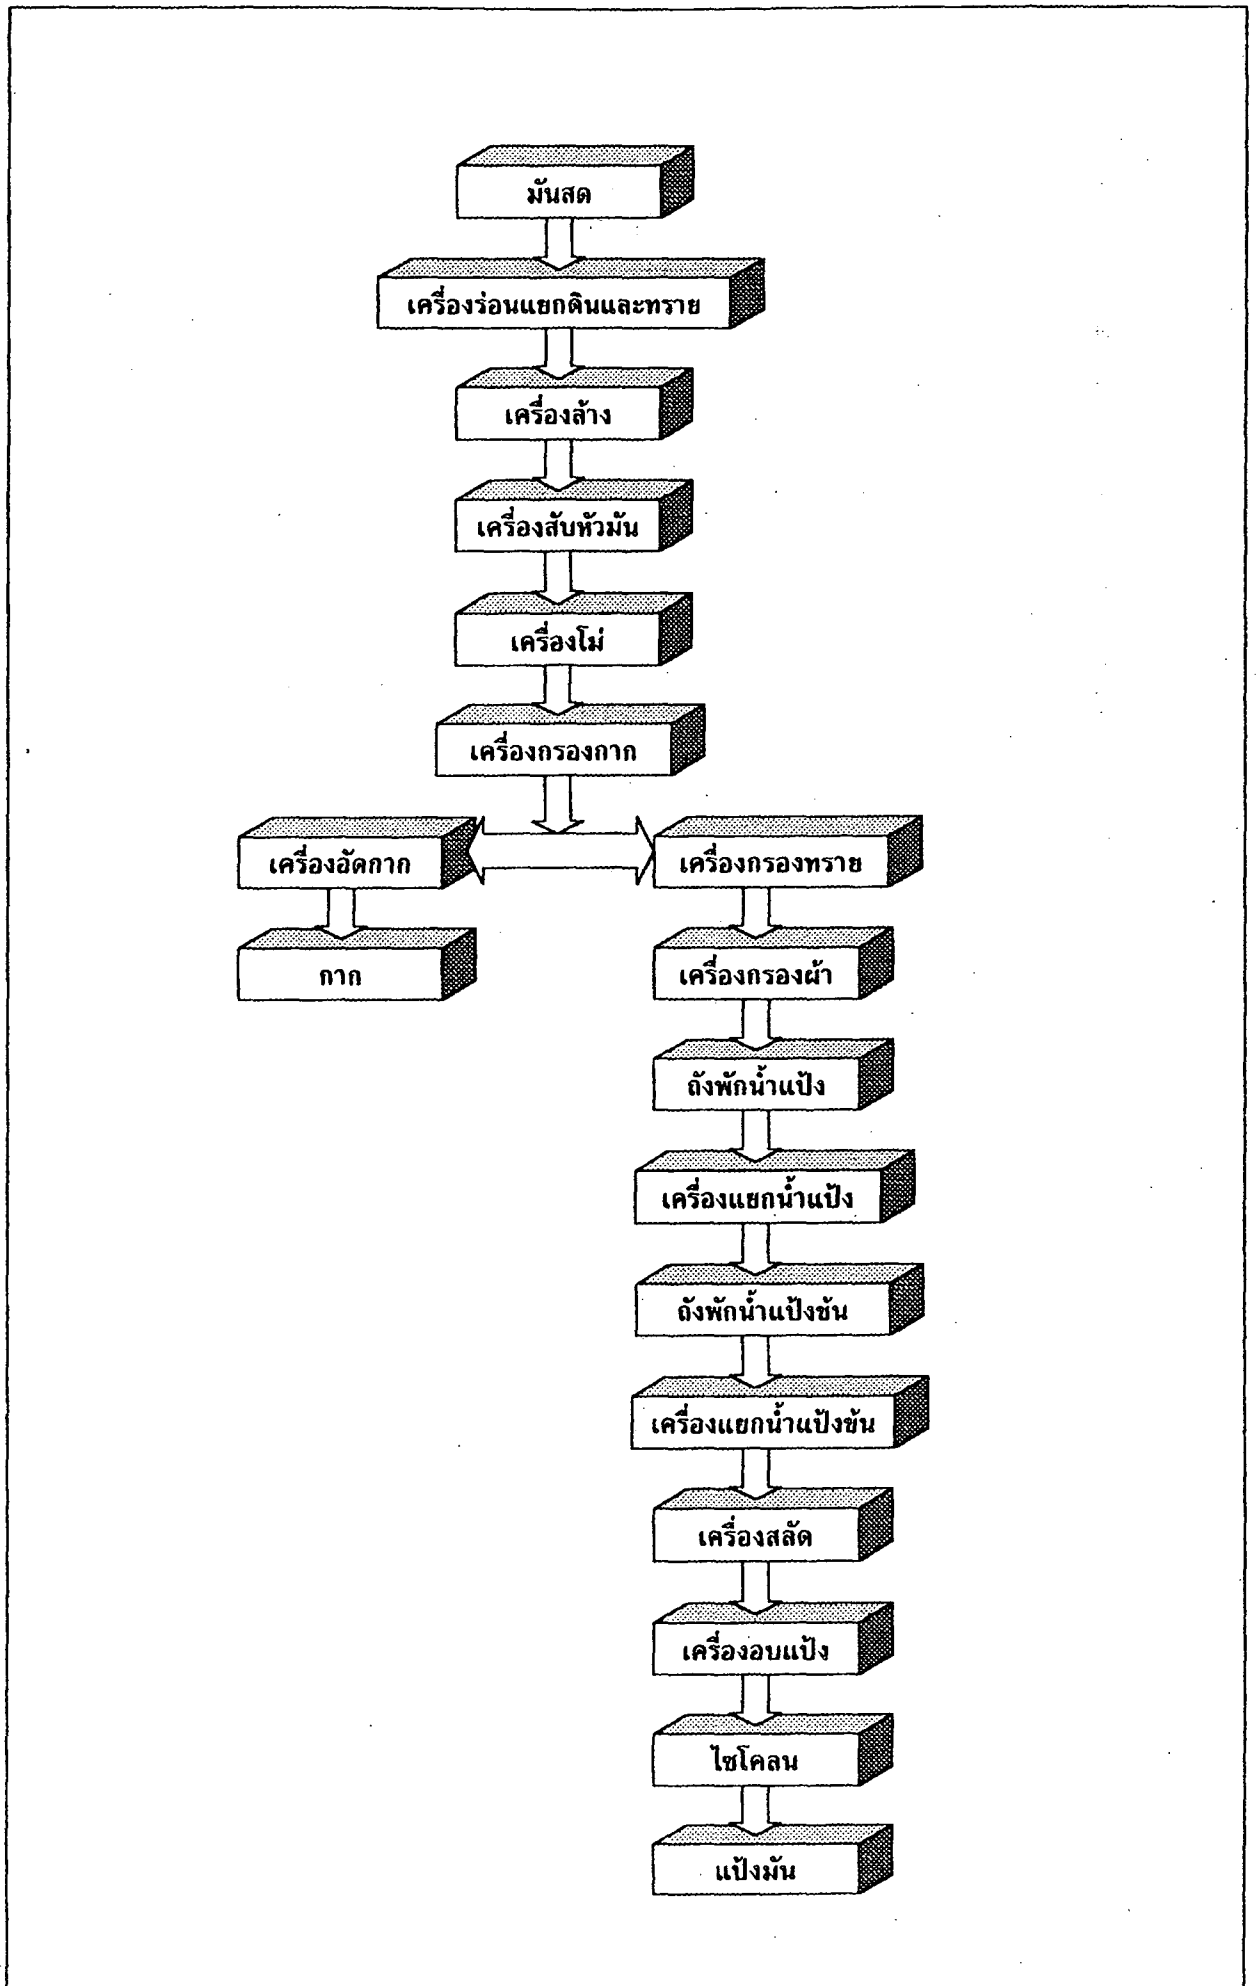 มันสด
เครื่องร่อนแยกดินและทราย
เครื่องล้าง
เครื่องสับหัวมัน
เครื่องโม่
เครื่องกรองกาก
เครื่องอัดกาก
กาก
เครื่องกรองทราย
เครื่องกรองผ้า
ถังพักน้ำแป้ง
เครื่องแยกน้ำแป้ง
ถังพักน้ำแป้งข้น
เครื่องแยกน้ำแป้งข้น
เครื่องสลัด
เครื่องอบแป้ง
ไซโคลน
แป้งมัน